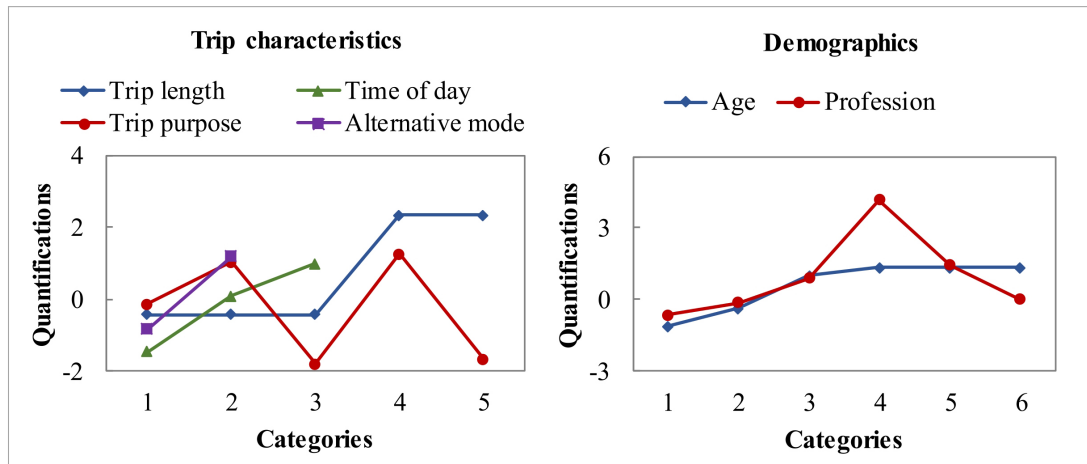 Trip characteristics
Trip length
Time of day
Trip purpose
Alternative mode
Quantifications
4
2
0
-2
1 2 3 4 5
Categories
Demographics
Age
Profession
Quantifications
6
3
0
-3
1 2 3 4 5 6
Categories